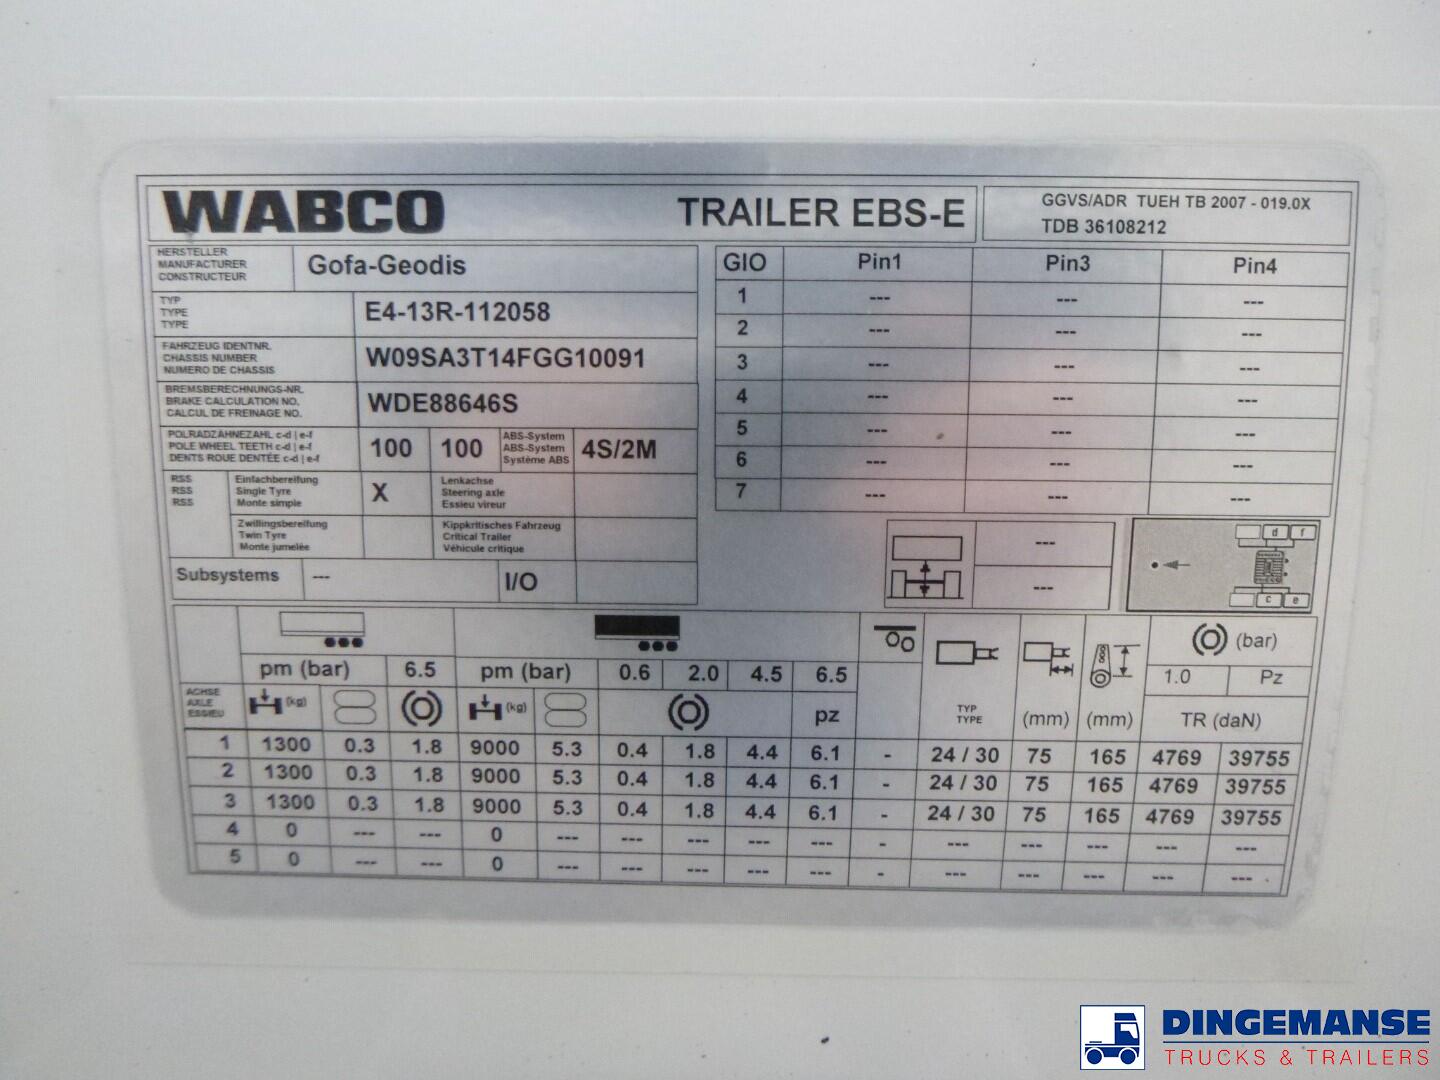 WABCO TRAILER EBS-E GGVS/ADR TUEH TB 2007 - 019.0X
TDB 36108212
HERSTELLER
MANUFACTURER
CONSTRUCTEUR
Gofa-Geodis
TYP
TYPE
TYPE
E4-13R-112058
FAHRZEUG IDENTNR.
CHASSIS NUMBER
NUMERO DE CHASSIS
W09SA3T14FGG10091
BREMSBERECHNUNGS-NR.
BRAKE CALCULATION NO.
CALCUL DE FREINAGE NO.
WDE88646S
POLRADZÄHNEZAHL c-d | e-f
POLE WHEEL TEETH c-d | e-f
DENTS ROUE DENTÉE c-d | e-f
100 100
ABS-System
ABS-System
Système ABS
4S/2M
RSS
RSS
RSS
Einfachbereifung
Single Tyre
Monte simple
X
Lenkachse
Steering axle
Essieu vireur
Zwillingsbereifung
Twin Tyre
Monte jumelée
Kippkritisches Fahrzeug
Critical Trailer
Véhicule critique
Subsystems --- I/O
GIO Pin1 Pin3 Pin4
1 --- --- ---
2 --- --- ---
3 --- --- ---
4 --- --- ---
5 --- --- ---
6 --- --- ---
7 --- --- ---
---
---
d f
c e
pm (bar) 6.5 pm (bar) 0.6 2.0 4.5 6.5
(bar)
1.0 Pz
ACHSE
AXLE
ESSIEU
(kg) (kg) pz
TYP
TYPE
(mm) (mm) TR (daN)
1 1300 0.3 1.8 9000 5.3 0.4 1.8 4.4 6.1 - 24 / 30 75 165 4769 39755
2 1300 0.3 1.8 9000 5.3 0.4 1.8 4.4 6.1 - 24 / 30 75 165 4769 39755
3 1300 0.3 1.8 9000 5.3 0.4 1.8 4.4 6.1 - 24 / 30 75 165 4769 39755
4 0 --- --- 0 --- --- --- --- --- - --- --- --- --- ---
5 0 --- --- 0 --- --- --- --- --- - --- --- --- --- ---
DINGEMANSE
TRUCKS & TRAILERS